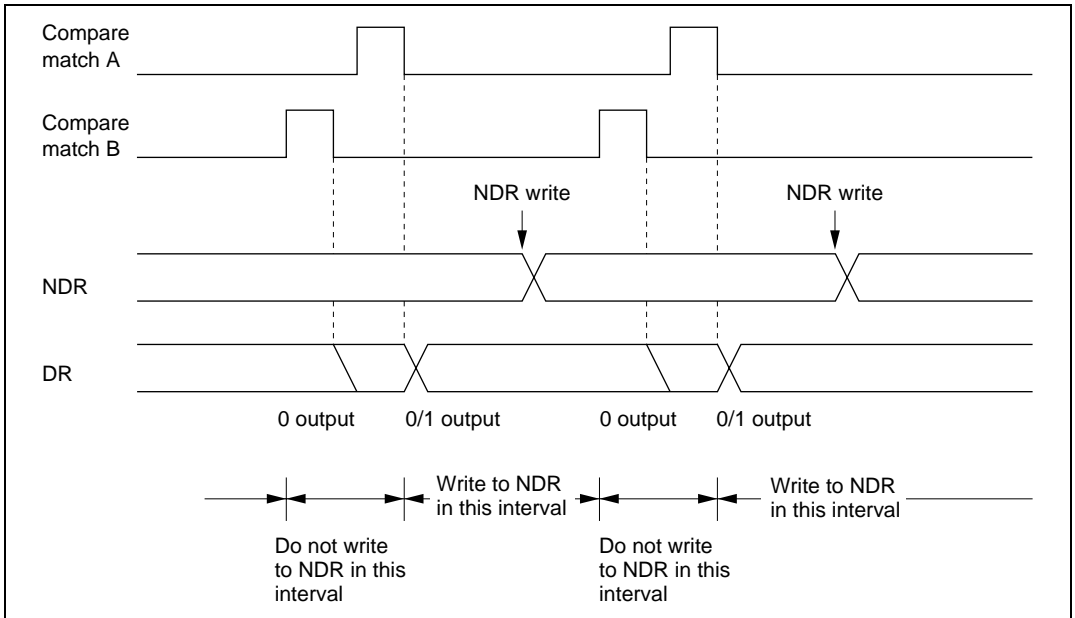 Compare
match A
Compare
match B
NDR write NDR write
NDR
DR
0 output 0/1 output 0 output 0/1 output
Write to NDR
in this interval
Write to NDR
in this interval
Do not write
to NDR in this
interval
Do not write
to NDR in this
interval